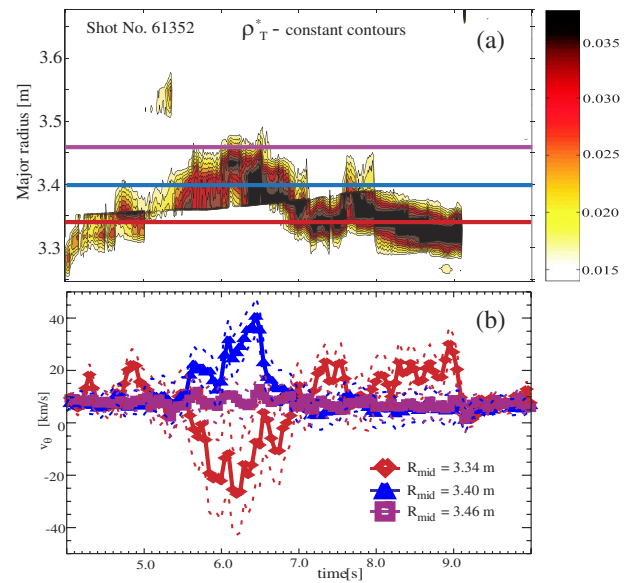 Shot No. 61352 ρ*T - constant contours (a)
Major radius [m]
3.6
3.5
3.4
3.3
0.035
0.030
0.025
0.020
0.015
(b)
vθ [km/s]
40
20
0
-20
-40
Rmid = 3.34 m
Rmid = 3.40 m
Rmid = 3.46 m
5.0 6.0 7.0 8.0 9.0
time[s]